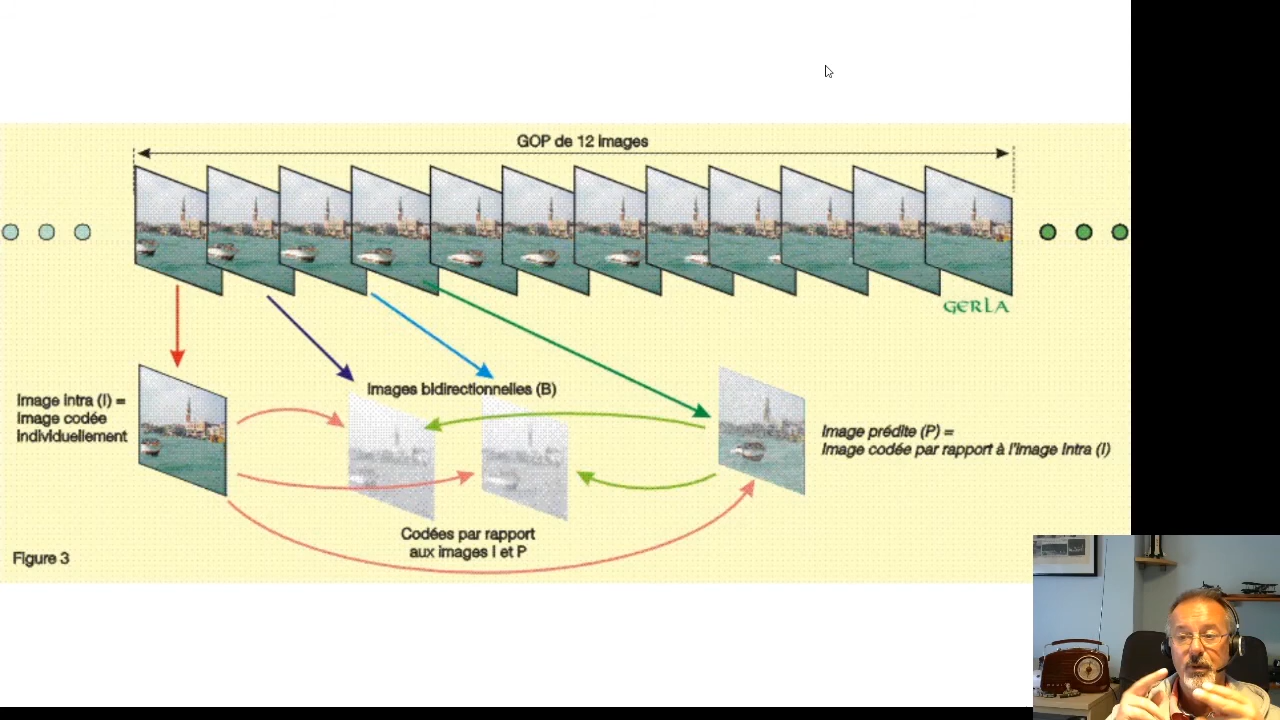 GOP de 12 images
GERLA
Image intra (I) =
Image codée
individuellement
Images bidirectionnelles (B)
Image prédite (P) =
Image codée par rapport à l'image intra (I)
Codées par rapport
aux images I et P
Figure 3